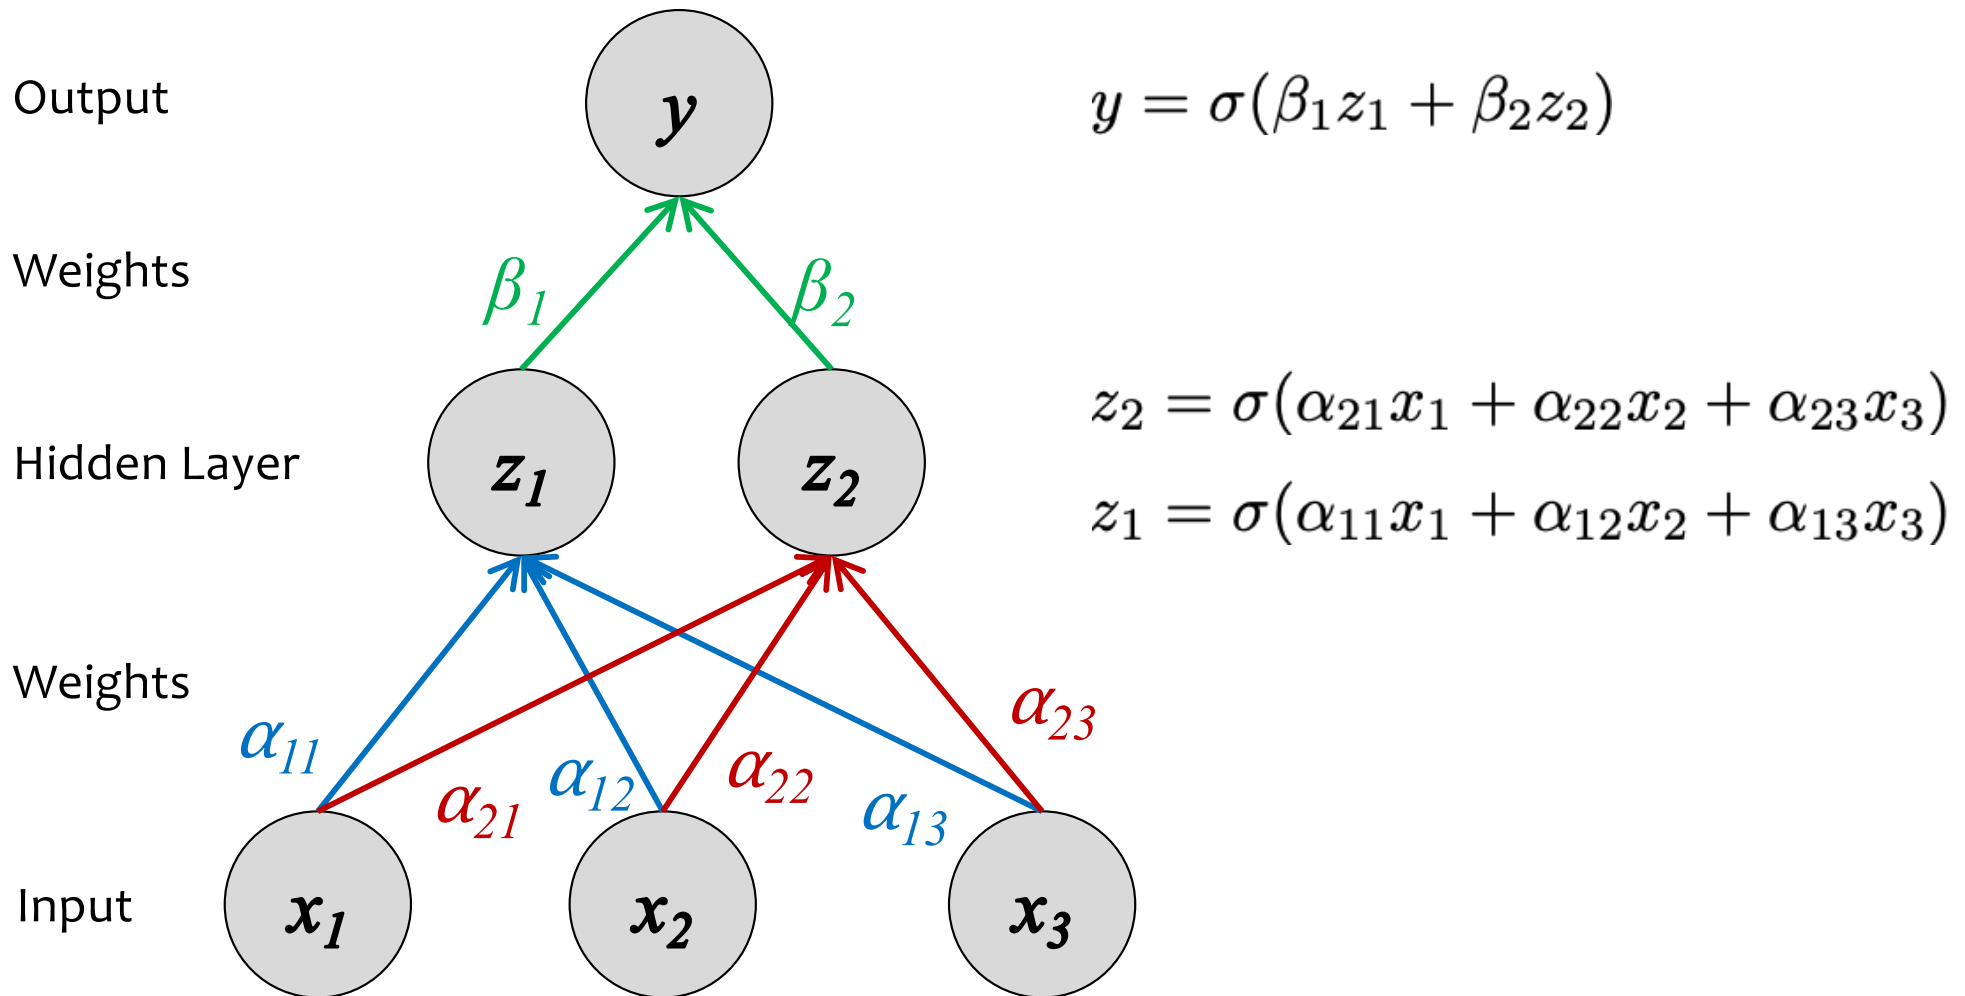 Output
y
y = σ(β₁z₁ + β₂z₂)
Weights
β₁
β₂
Hidden Layer
z₁
z₂
z₂ = σ(α₂₁x₁ + α₂₂x₂ + α₂₃x₃)
z₁ = σ(α₁₁x₁ + α₁₂x₂ + α₁₃x₃)
Weights
α₁₁
α₂₁
α₁₂
α₂₂
α₁₃
α₂₃
Input
x₁
x₂
x₃